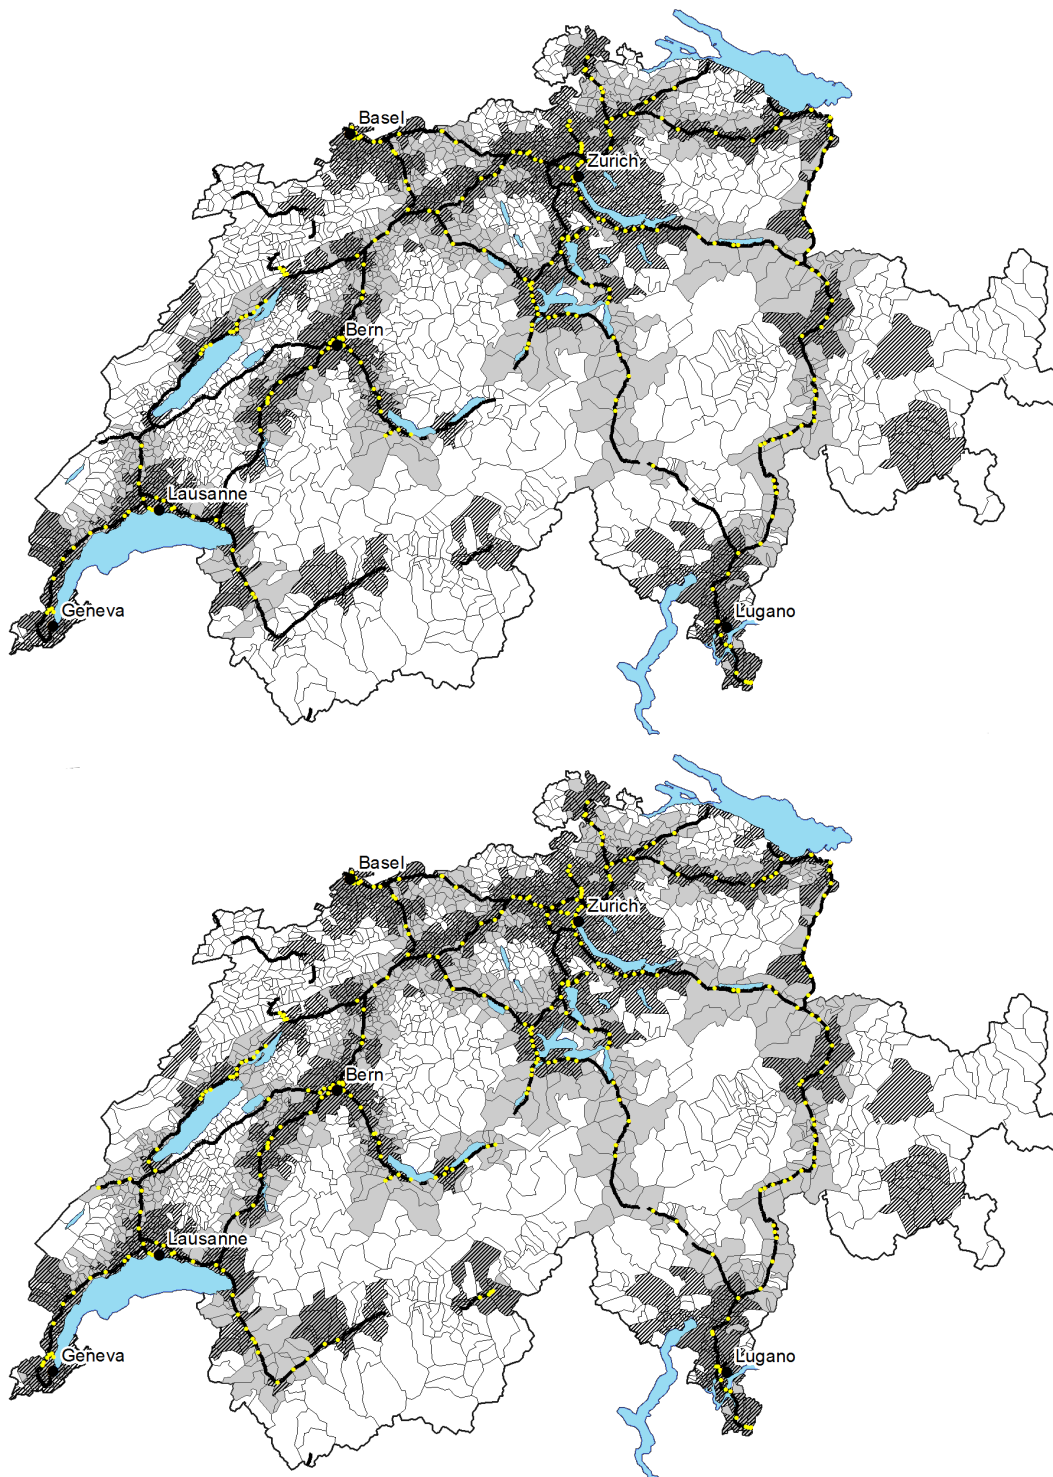 Basel
Zurich
Bern
Lausanne
Geneva
Lugano
Basel
Zurich
Bern
Lausanne
Geneva
Lugano